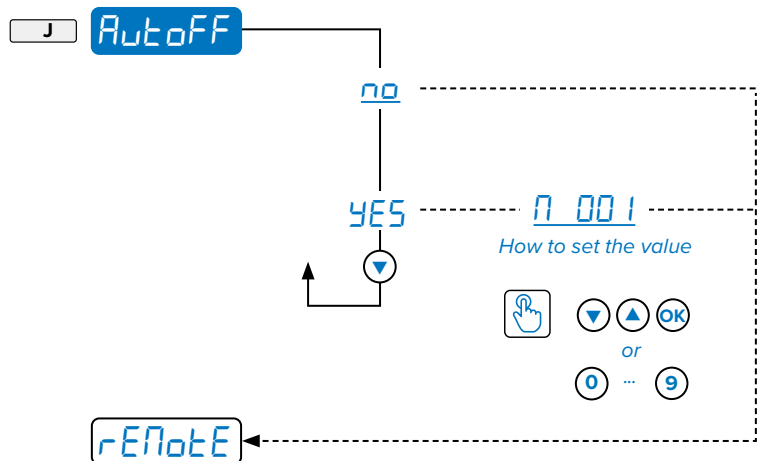 J AutoFF
no
YES M 001
How to set the value
▼
▼ ▲ OK
or
0 ... 9
rEMotE